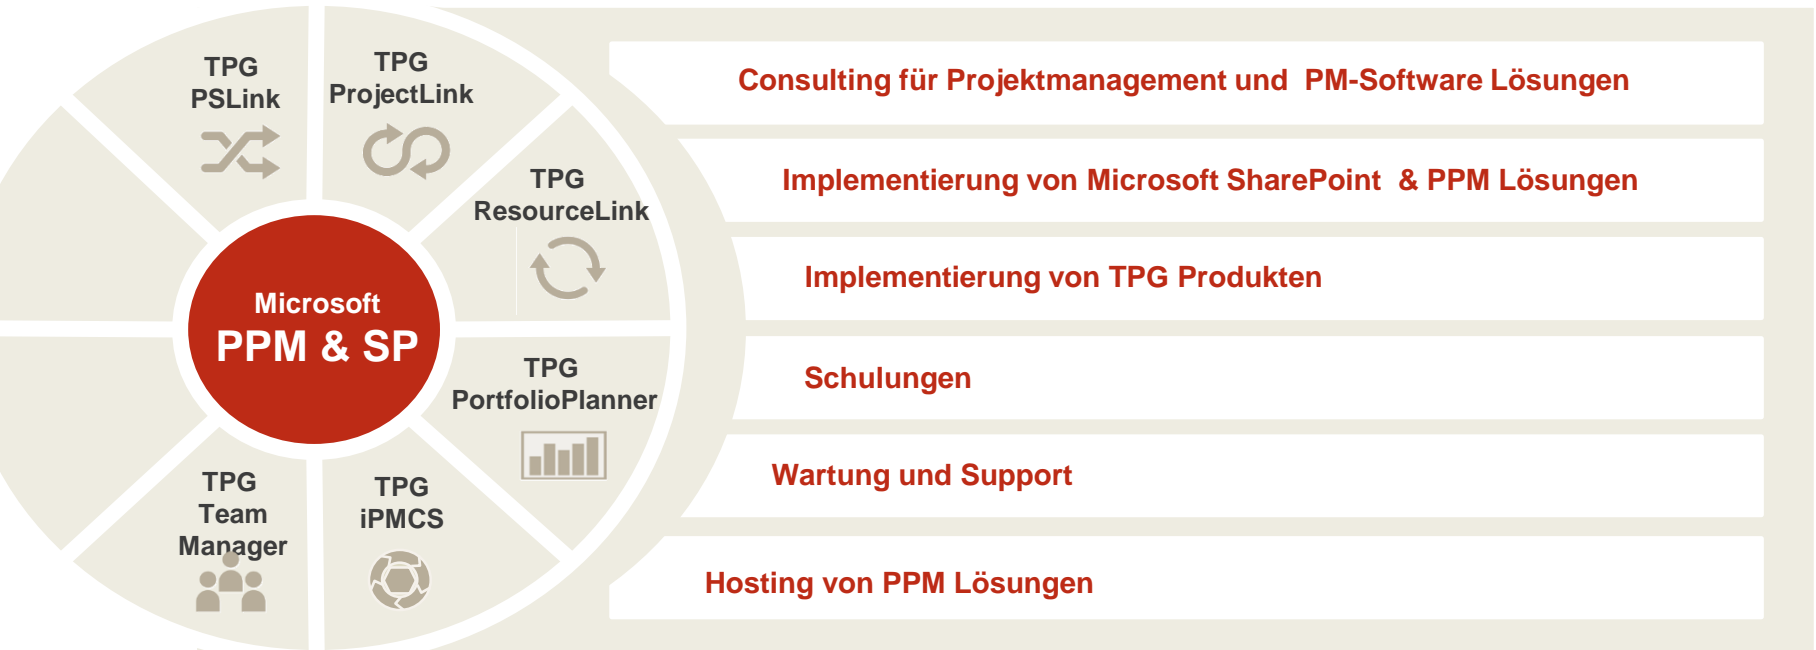 TPG
PSLink
TPG
ProjectLink
TPG
ResourceLink
Microsoft
PPM & SP
TPG
PortfolioPlanner
TPG
Team
Manager
TPG
iPMCS
Consulting für Projektmanagement und  PM-Software Lösungen
Implementierung von Microsoft SharePoint  & PPM Lösungen
Implementierung von TPG Produkten
Schulungen
Wartung und Support
Hosting von PPM Lösungen